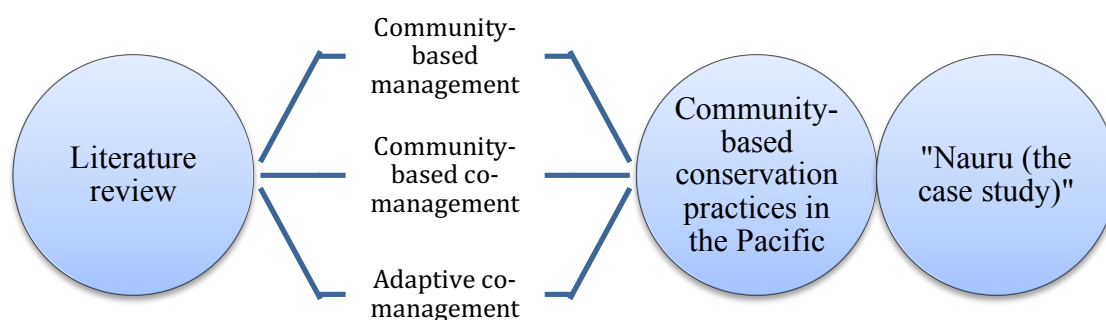 Literature
review
Community-
based
management
Community-
based co-
management
Adaptive co-
management
Community-
based
conservation
practices in
the Pacific
"Nauru (the
case study)"